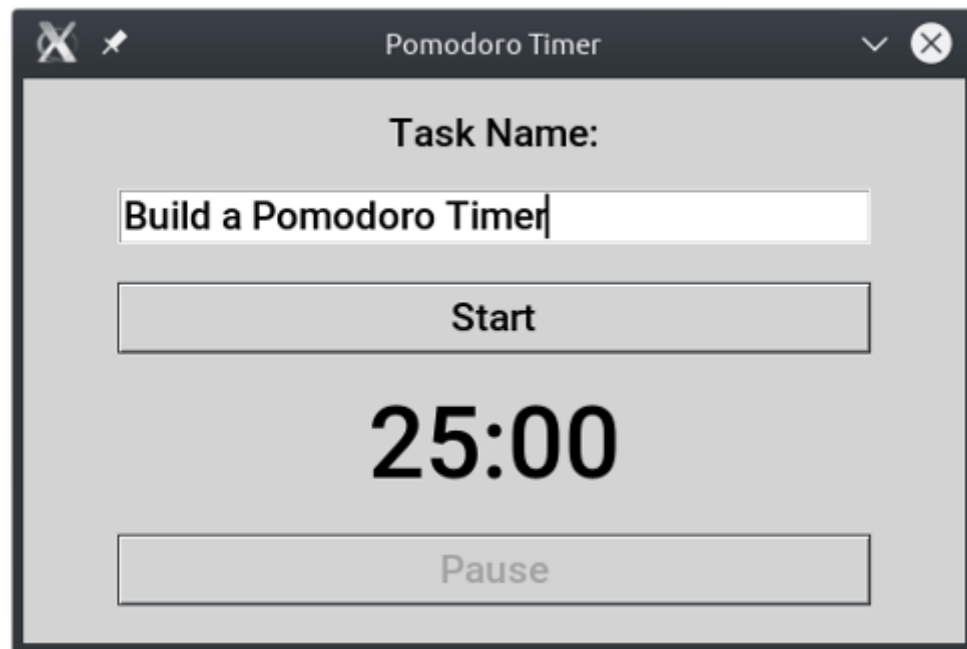 Pomodoro Timer
Task Name:
Build a Pomodoro Timer
Start
25:00
Pause